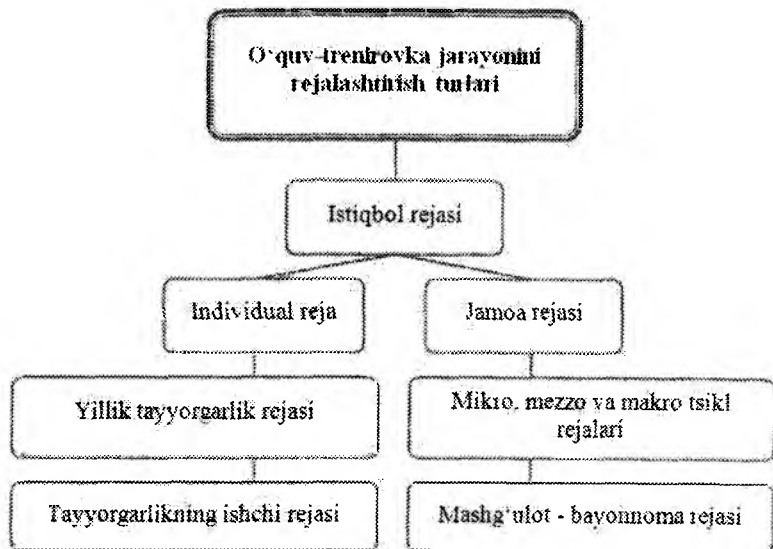 O‘quv-trenirovka jarayonini
rejalashtirish turlari
Istiqbol rejasi
Individual reja
Jamoa rejasi
Yillik tayyorgarlik rejasi
Mikro, mezzo va makro tsikl
rejalari
Tayyorgarlikning ishchi rejasi
Mashg‘ulot - bayonnoma rejasi